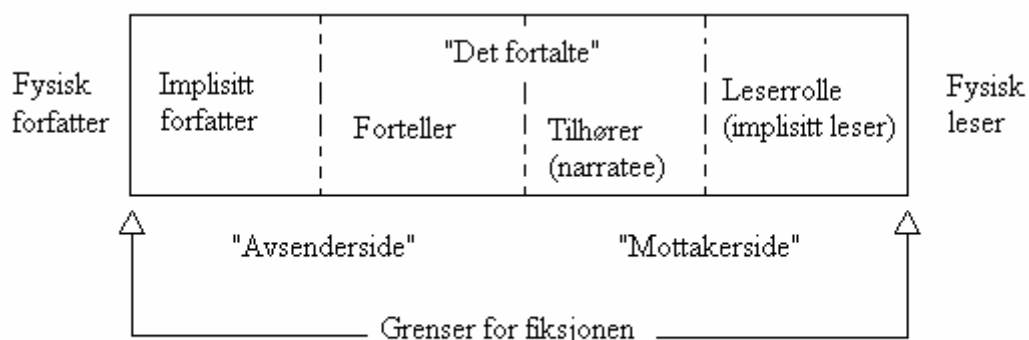 "Det fortalte"
Fysisk
forfatter
Implisitt
forfatter
Forteller
Tilhører
(narratee)
Leserrolle
(implisitt leser)
Fysisk
leser
"Avsenderside"
"Mottakerside"
Grenser for fiksjonen